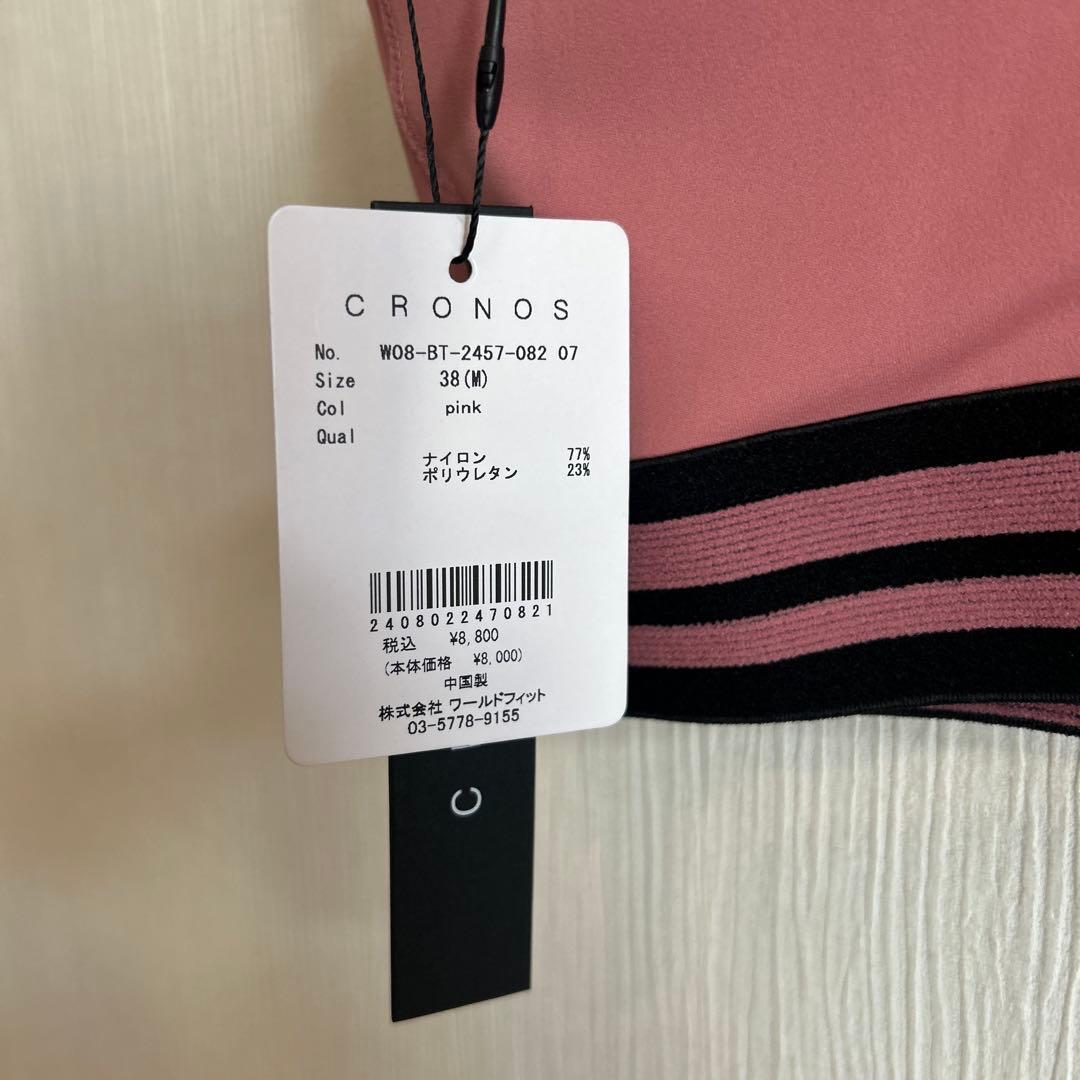 CRONOS
No. W08-BT-2457-082 07
Size 38(M)
Col pink
Qual
ナイロン 77%
ポリウレタン 23%
2408022470821
税込 ¥8,800
(本体価格 ¥8,000)
中国製
株式会社 ワールドフィット
03-5778-9155
C